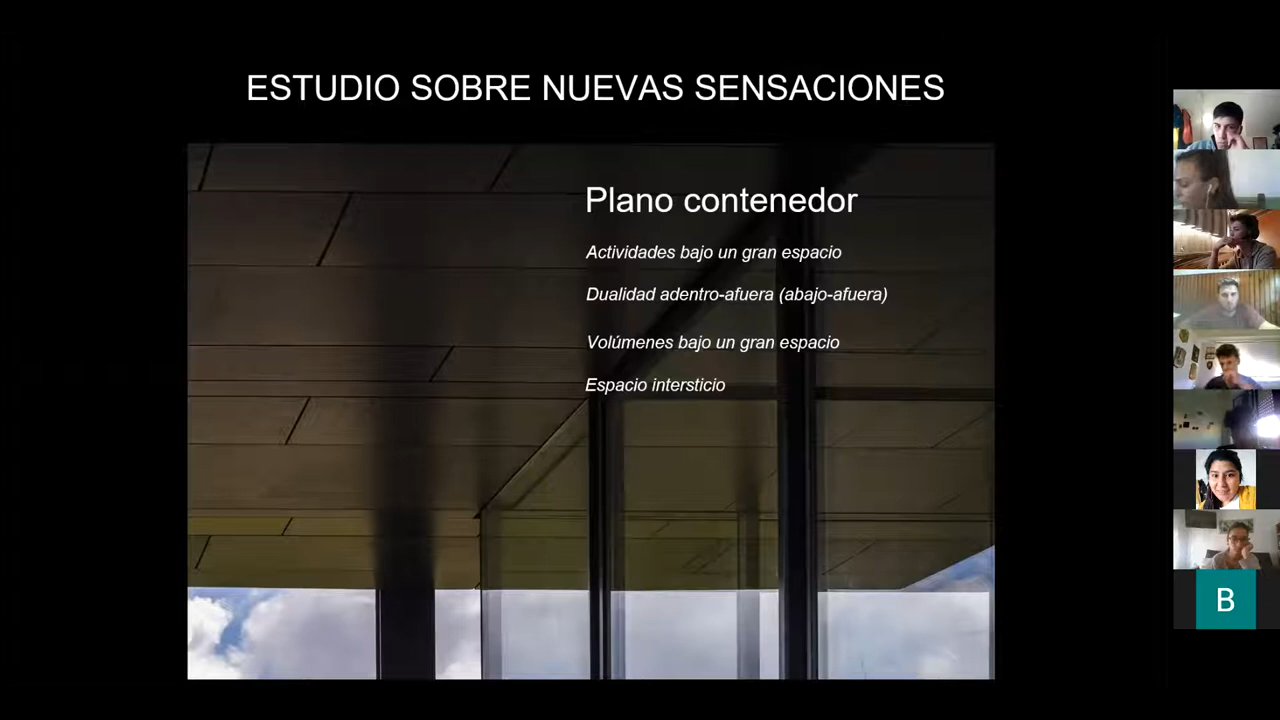 ESTUDIO SOBRE NUEVAS SENSACIONES
Plano contenedor
Actividades bajo un gran espacio
Dualidad adentro-afuera (abajo-afuera)
Volúmenes bajo un gran espacio
Espacio intersticio
B